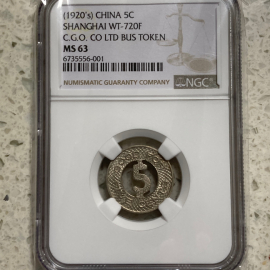 (1920's) CHINA 5C
SHANGHAI WT-720F
C.G.O. CO LTD BUS TOKEN
MS 63
6735556-001
NUMISMATIC GUARANTY COMPANY
NGC
5